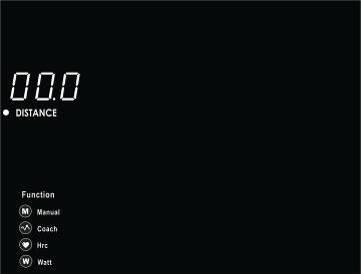 00.0
DISTANCE
Function
M Manual
Coach
Hrc
W Watt